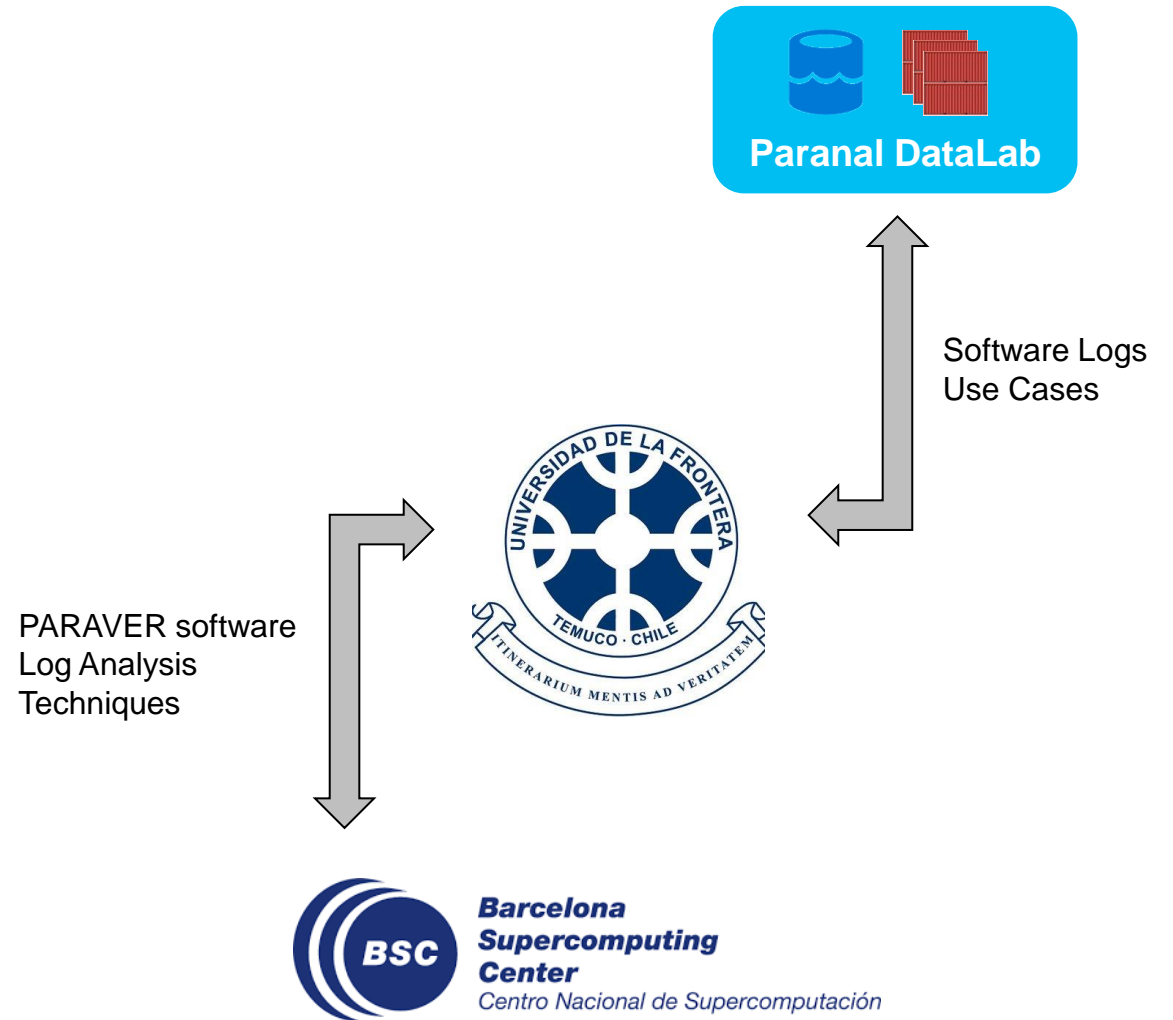 Paranal DataLab
Software Logs
Use Cases
UNIVERSIDAD DE LA FRONTERA
TEMUCO · CHILE
ITINERARIUM MENTIS AD VERITATEM
PARAVER software
Log Analysis
Techniques
BSC
Barcelona
Supercomputing
Center
Centro Nacional de Supercomputación